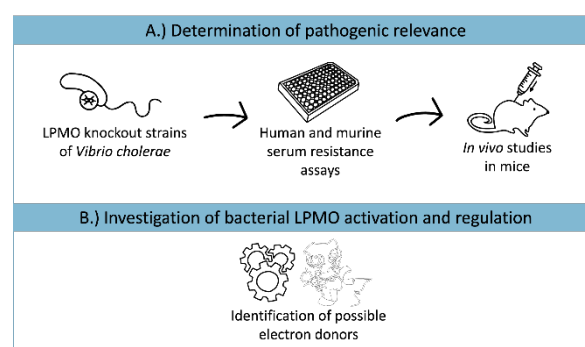 A.) Determination of pathogenic relevance
LPMO knockout strains
of Vibrio cholerae
Human and murine
serum resistance
assays
In vivo studies
in mice
B.) Investigation of bacterial LPMO activation and regulation
Identification of possible
electron donors